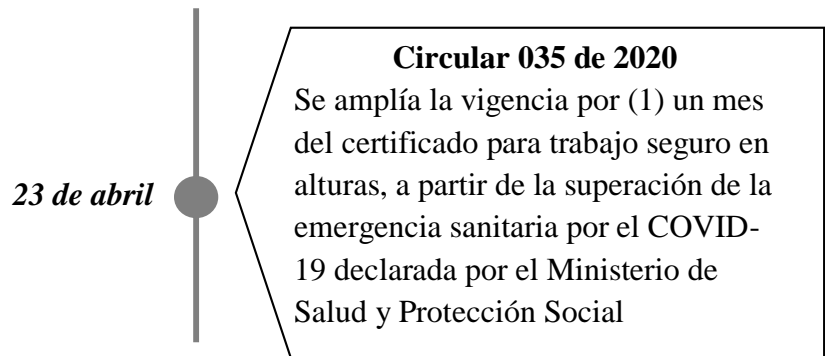 Circular 035 de 2020
Se amplía la vigencia por (1) un mes
del certificado para trabajo seguro en
alturas, a partir de la superación de la
23 de abril
emergencia sanitaria por el COVID-
19 declarada por el Ministerio de
Salud y Protección Social